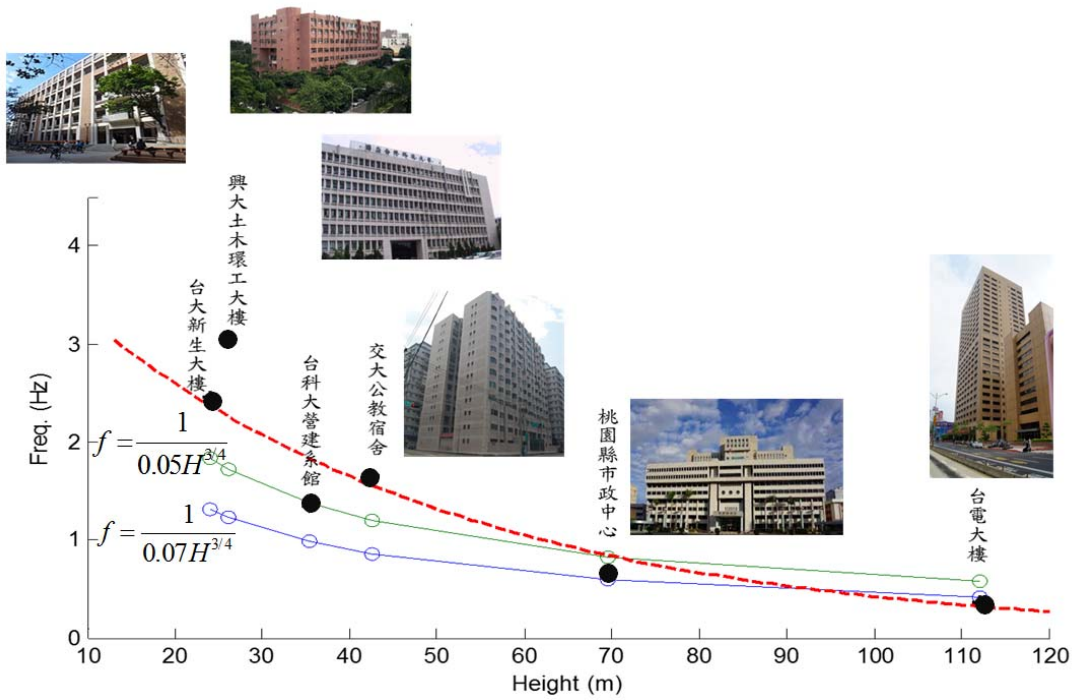 興大土木環工大樓
台大新生大樓
台科大營建系館
交大公教宿舍
桃園縣市政中心
台電大樓
Freq. (Hz)
4
3
2
1
0
f = 1 / 0.05H^{3/4}
f = 1 / 0.07H^{3/4}
10 20 30 40 50 60 70 80 90 100 110 120
Height (m)